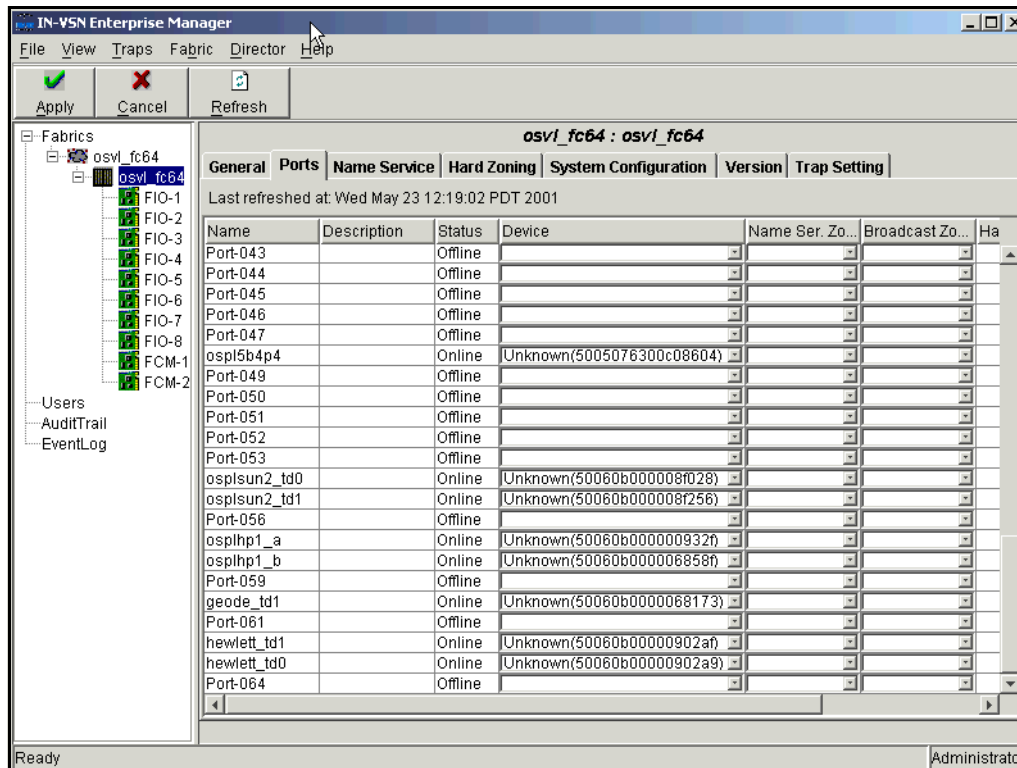 IN-VSN Enterprise Manager
File View Traps Fabric Director Help
Apply Cancel Refresh
Fabrics
osvl_fc64
osvl_fc64
FIO-1
FIO-2
FIO-3
FIO-4
FIO-5
FIO-6
FIO-7
FIO-8
FCM-1
FCM-2
Users
AuditTrail
EventLog
osvl_fc64 : osvl_fc64
General Ports Name Service Hard Zoning System Configuration Version Trap Setting
Last refreshed at: Wed May 23 12:19:02 PDT 2001
Name Description Status Device Name Ser. Zo... Broadcast Zo... Ha
Port-043 Offline
Port-044 Offline
Port-045 Offline
Port-046 Offline
Port-047 Offline
ospl5b4p4 Online Unknown(5005076300c08604)
Port-049 Offline
Port-050 Offline
Port-051 Offline
Port-052 Offline
Port-053 Offline
osplsun2_td0 Online Unknown(50060b000008f028)
osplsun2_td1 Online Unknown(50060b000008f256)
Port-056 Offline
osplhp1_a Online Unknown(50060b000000932f)
osplhp1_b Online Unknown(50060b000006858f)
Port-059 Offline
geode_td1 Online Unknown(50060b0000068173)
Port-061 Offline
hewlett_td1 Online Unknown(50060b00000902af)
hewlett_td0 Online Unknown(50060b00000902a9)
Port-064 Offline
Ready Administrato